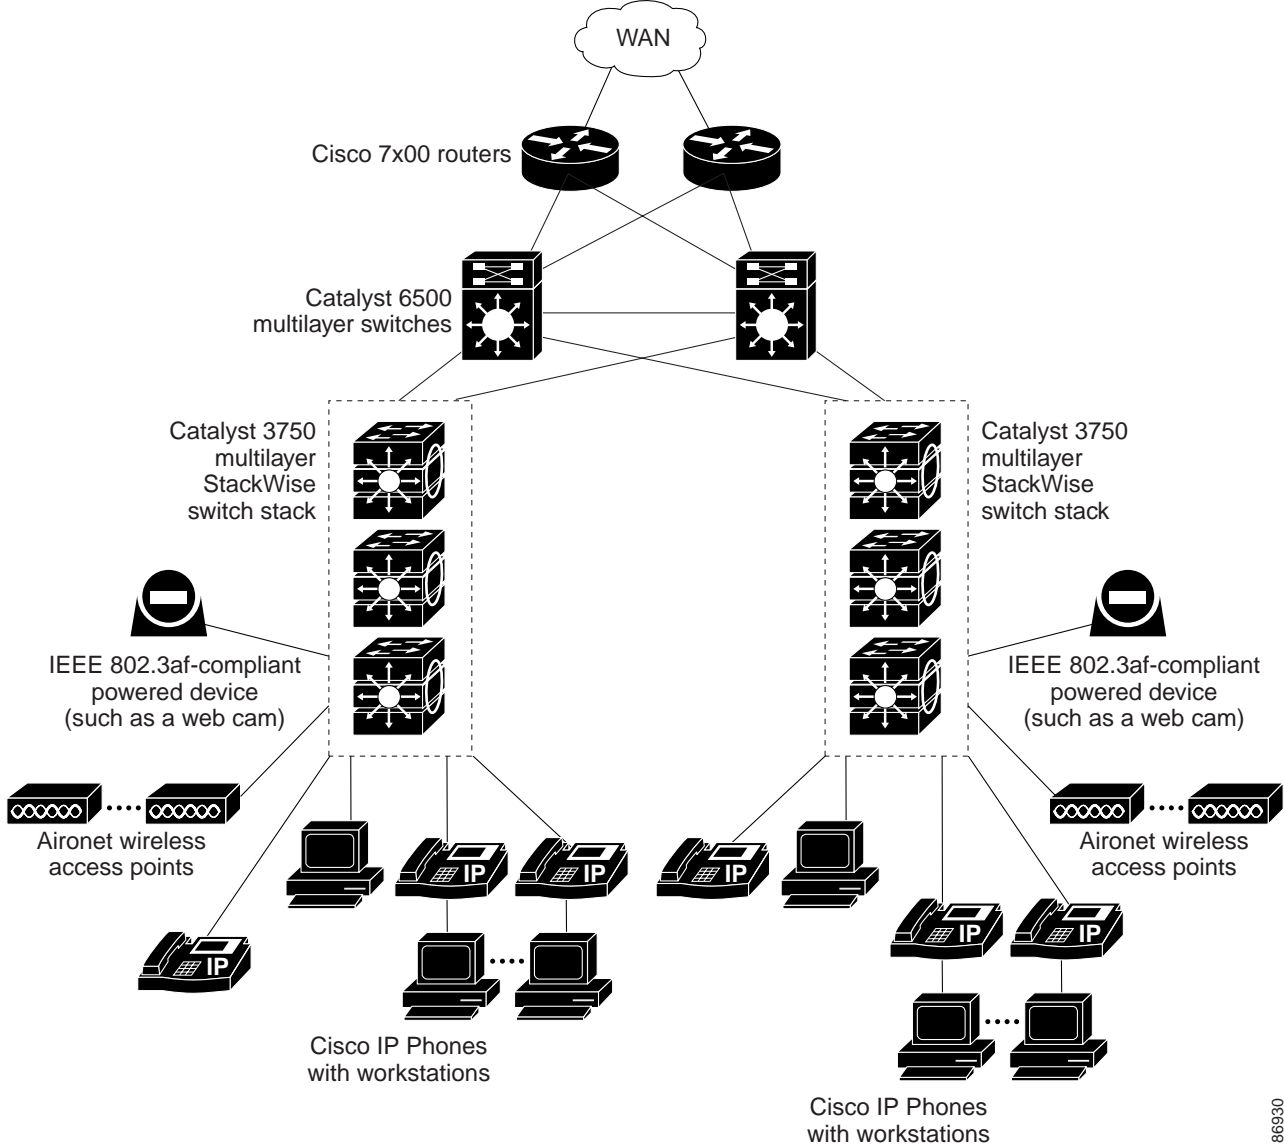 WAN
Cisco 7x00 routers
Catalyst 6500
multilayer switches
Catalyst 3750
multilayer
StackWise
switch stack
Catalyst 3750
multilayer
StackWise
switch stack
IEEE 802.3af-compliant
powered device
(such as a web cam)
IEEE 802.3af-compliant
powered device
(such as a web cam)
Aironet wireless
access points
Aironet wireless
access points
IP
IP
IP
IP
IP
IP
Cisco IP Phones
with workstations
Cisco IP Phones
with workstations
86930